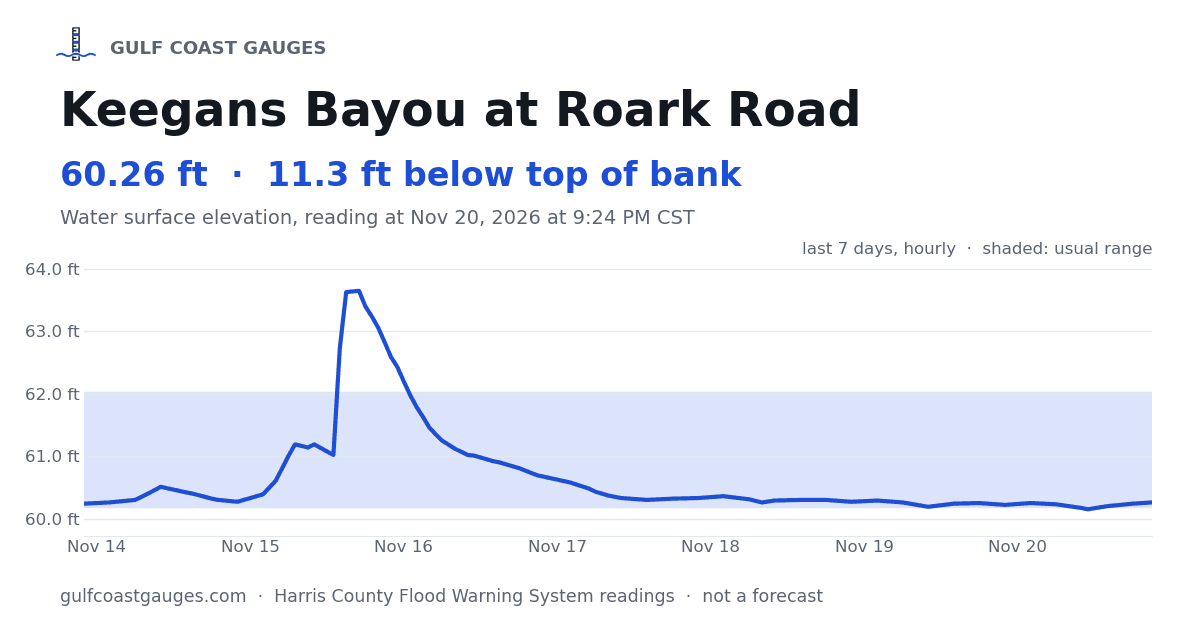 GULF COAST GAUGES
Keegans Bayou at Roark Road
60.26 ft · 11.3 ft below top of bank
Water surface elevation, reading at Nov 20, 2026 at 9:24 PM CST
last 7 days, hourly · shaded: usual range
64.0 ft
63.0 ft
62.0 ft
61.0 ft
60.0 ft
Nov 14 Nov 15 Nov 16 Nov 17 Nov 18 Nov 19 Nov 20
gulfcoastgauges.com · Harris County Flood Warning System readings · not a forecast